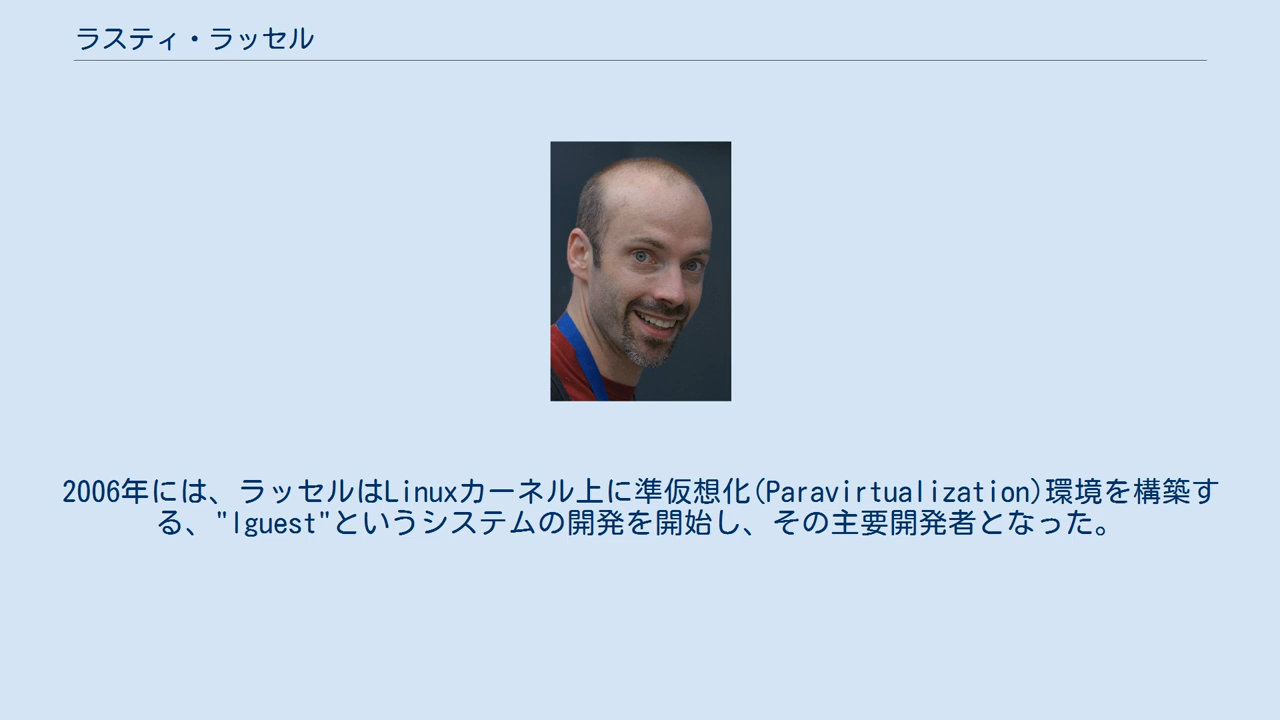 ラスティ・ラッセル
2006年には、ラッセルはLinuxカーネル上に準仮想化(Paravirtualization)環境を構築す
る、"lguest"というシステムの開発を開始し、その主要開発者となった。